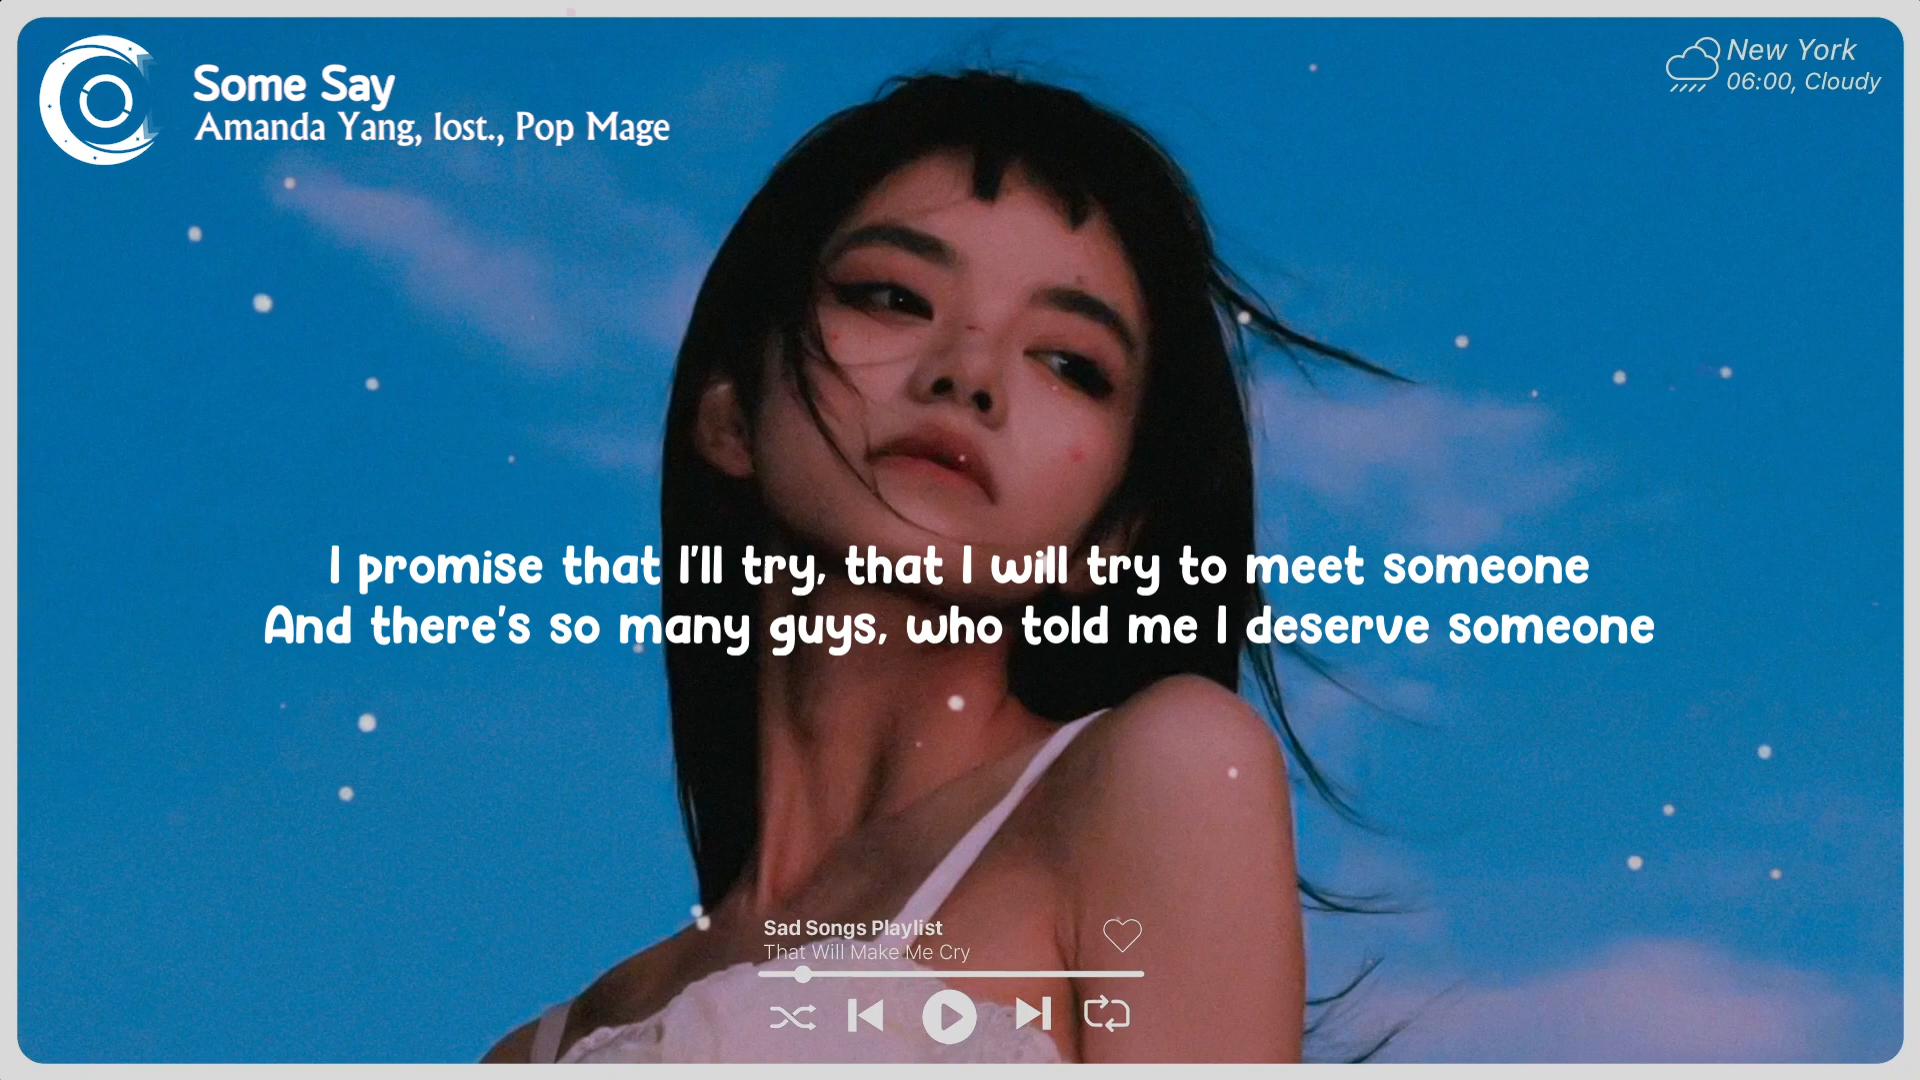 Some Say
Amanda Yang, lost., Pop Mage
New York
06:00, Cloudy
I promise that I'll try, that I will try to meet someone
And there's so many guys, who told me I deserve someone
Sad Songs Playlist
That Will Make Me Cry